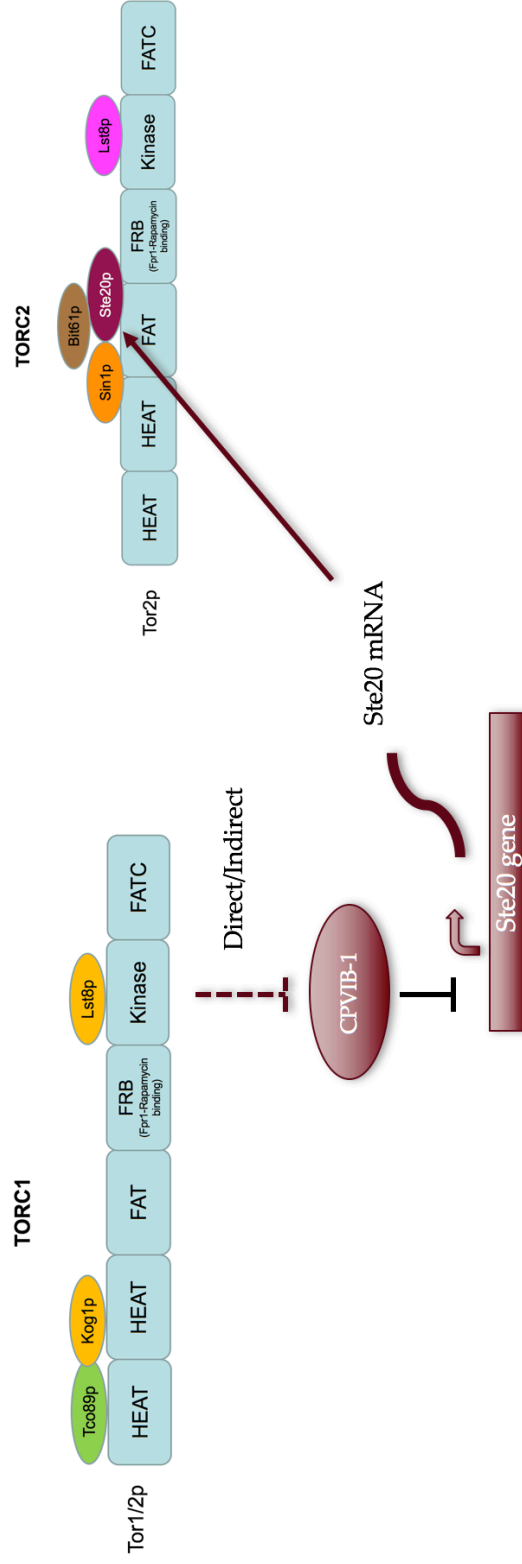 TORC1
Tco89p
Kog1p
Lst8p
Tor1/2p
HEAT
HEAT
FAT
FRB
(Fpr1-Rapamycin
binding)
Kinase
FATC
TORC2
Bit61p
Sin1p
Ste20p
Lst8p
Tor2p
HEAT
HEAT
FAT
FRB
(Fpr1-Rapamycin
binding)
Kinase
FATC
Direct/Indirect
CPVIB-1
Ste20 mRNA
Ste20 gene